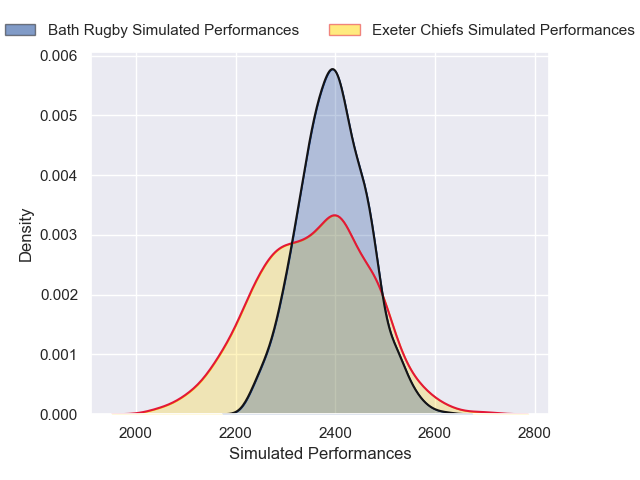 Bath Rugby Simulated Performances Exeter Chiefs Simulated Performances
0.006
0.005
0.004
0.003
0.002
0.001
0.000
Density
2000 2200 2400 2600 2800
Simulated Performances